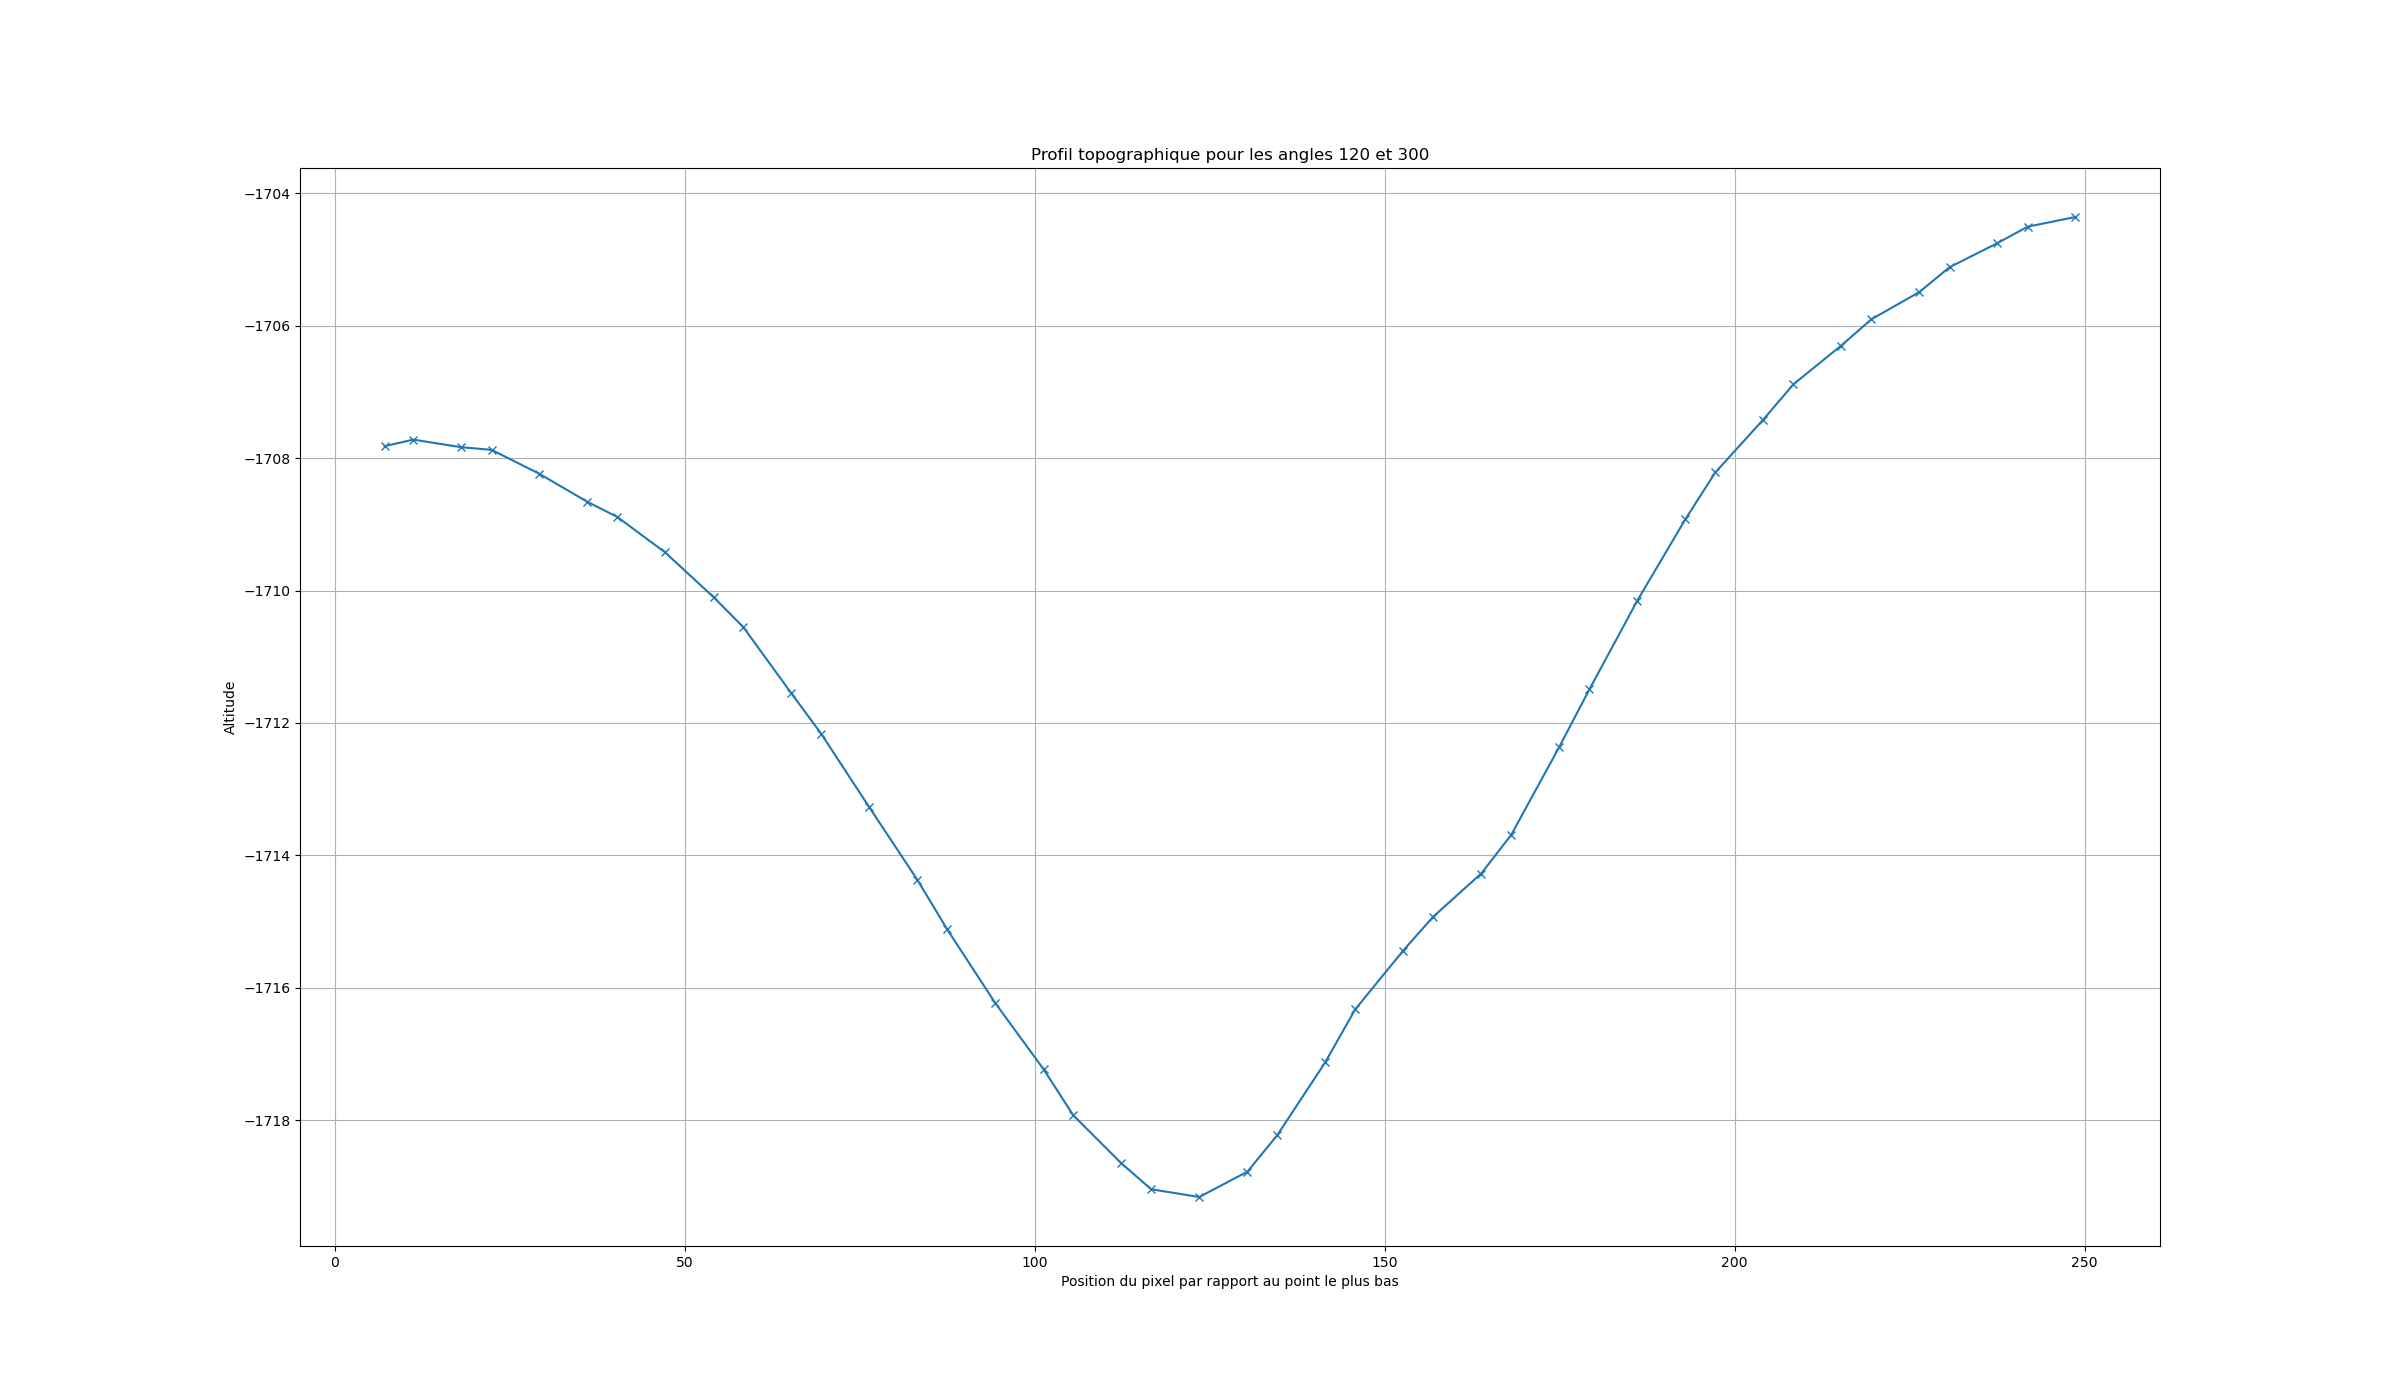 Profil topographique pour les angles 120 et 300
−1704
−1706
−1708
−1710
−1712
−1714
−1716
−1718
Altitude
0 50 100 150 200 250
Position du pixel par rapport au point le plus bas